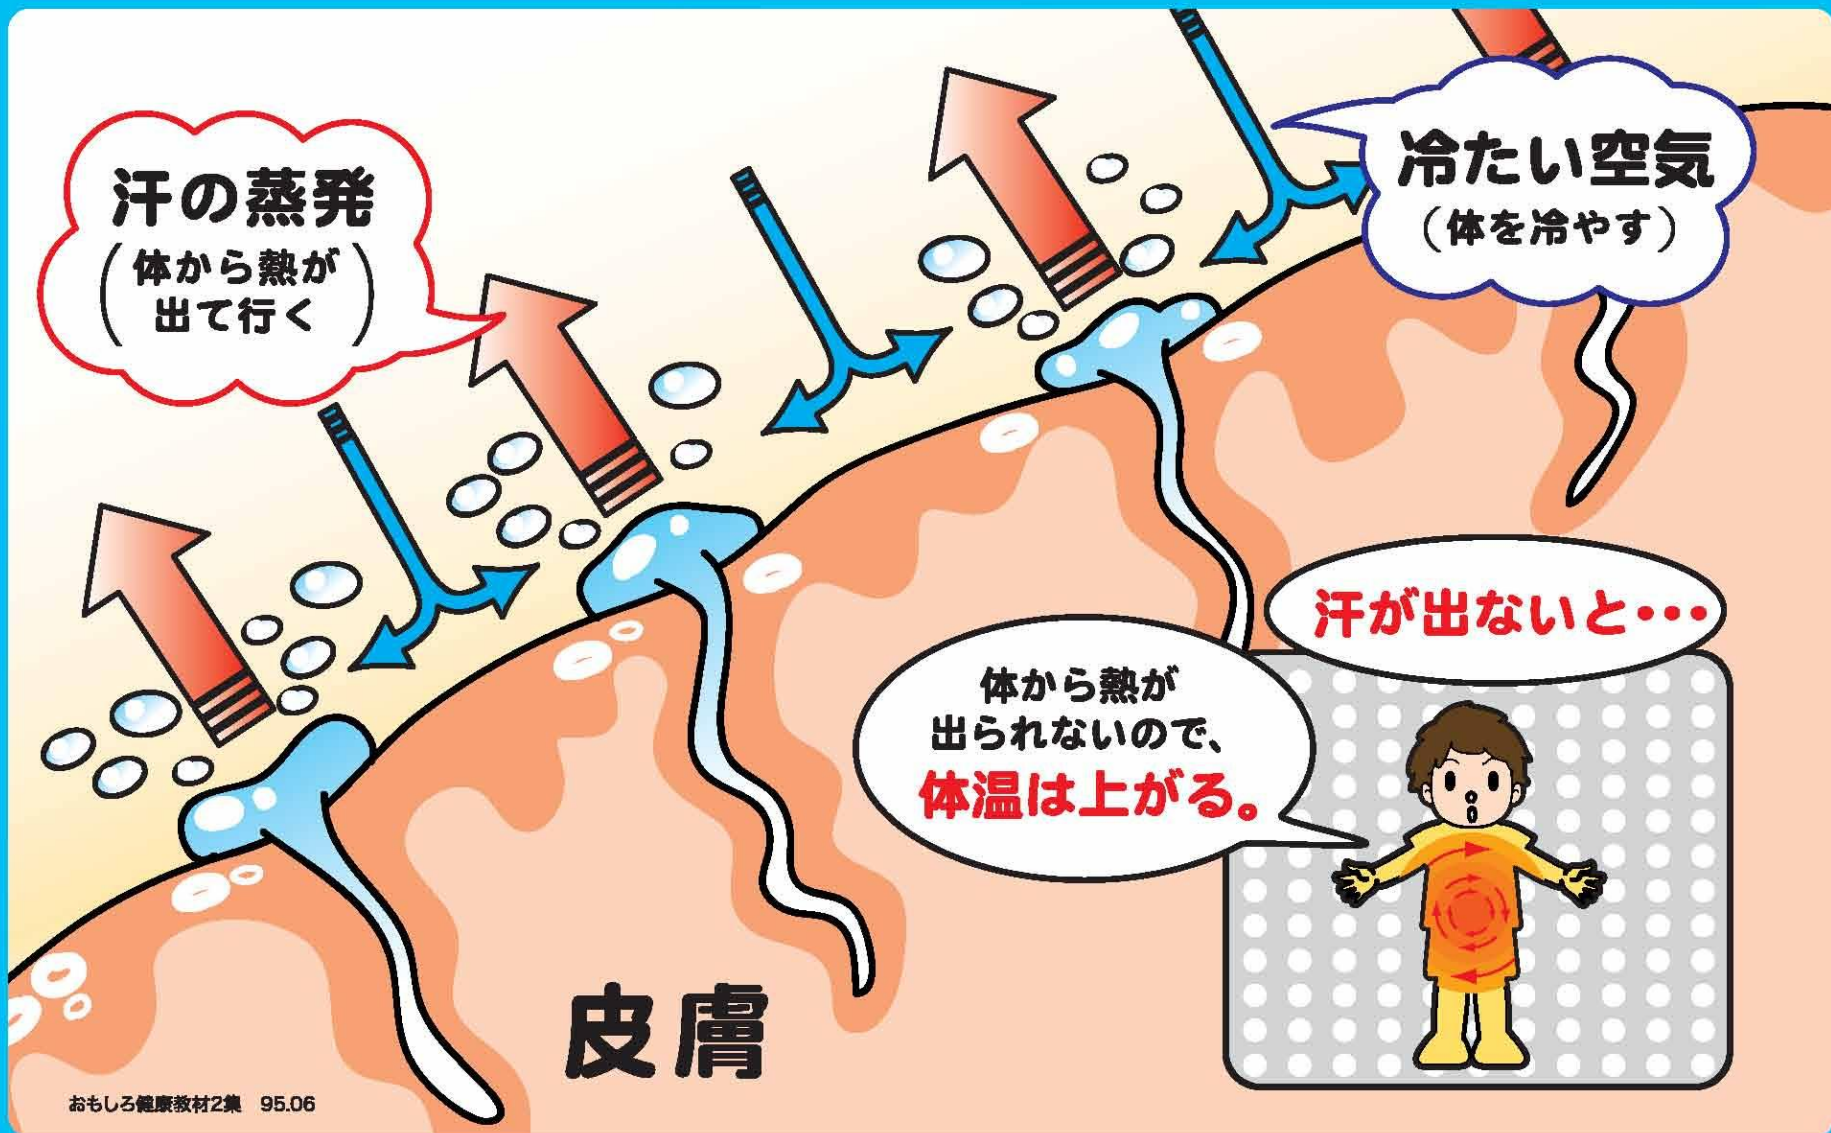 汗の蒸発
(体から熱が
出て行く)
冷たい空気
(体を冷やす)
汗が出ないと・・・
体から熱が
出られないので、
体温は上がる。
皮膚
おもしろ健康教材2集 95.06